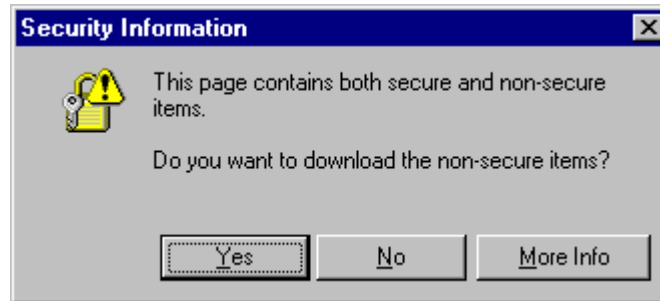 Security Information
This page contains both secure and non-secure
items.
Do you want to download the non-secure items?
Yes No More Info